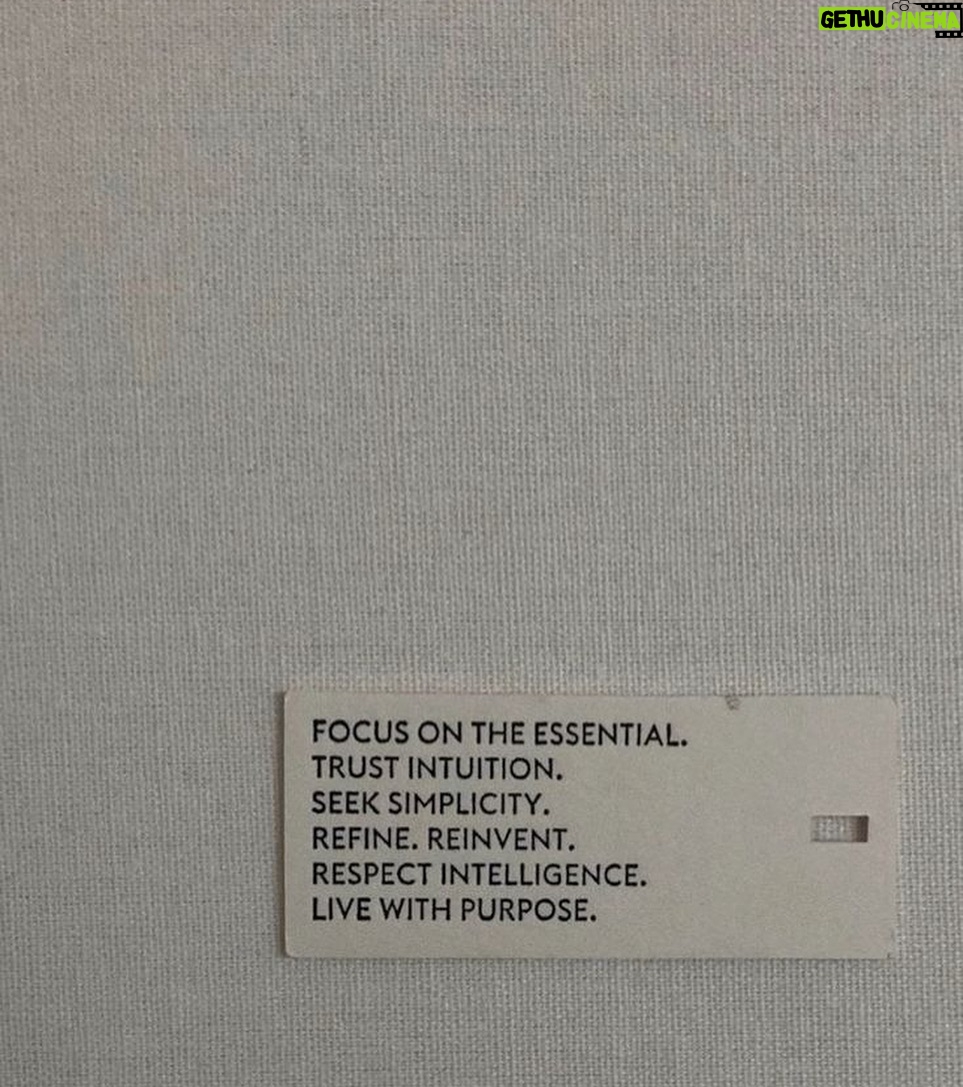 GETHUCINEMA
FOCUS ON THE ESSENTIAL.
TRUST INTUITION.
SEEK SIMPLICITY.
REFINE. REINVENT.
RESPECT INTELLIGENCE.
LIVE WITH PURPOSE.